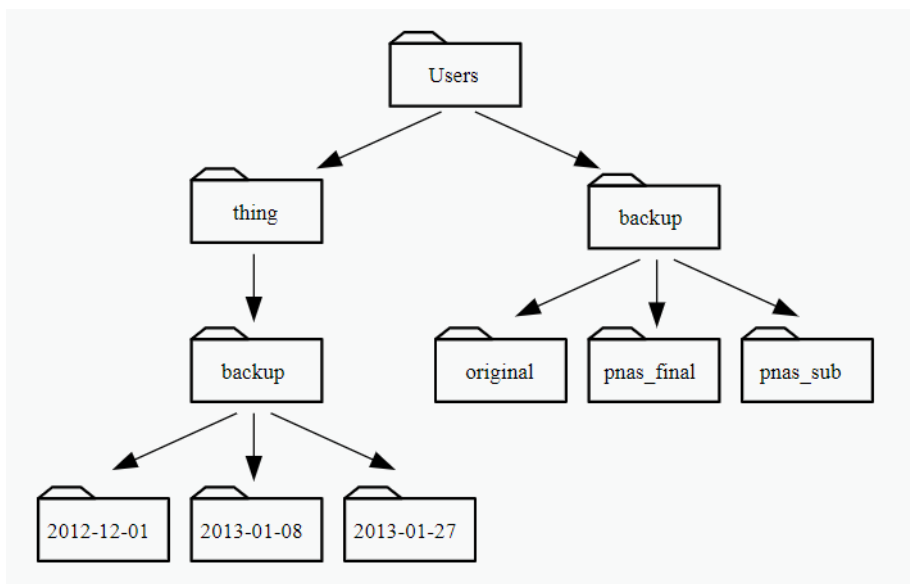 Users
thing
backup
backup
original
pnas_final
pnas_sub
2012-12-01
2013-01-08
2013-01-27